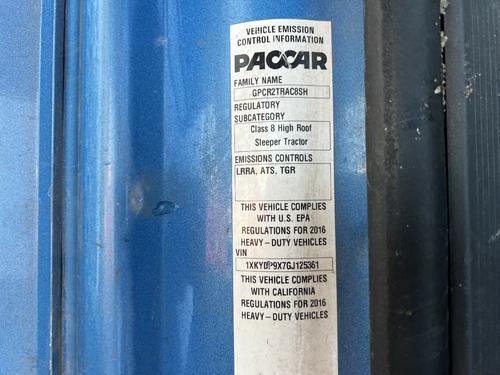 VEHICLE EMISSION
CONTROL INFORMATION
PACCAR
FAMILY NAME
GPCR2TRAC8SH
REGULATORY
SUBCATEGORY
Class 8 High Roof
Sleeper Tractor
EMISSIONS CONTROLS
LRRA, ATS, TGR
THIS VEHICLE COMPLIES
WITH U.S. EPA
REGULATIONS FOR 2016
HEAVY-DUTY VEHICLES
VIN
THIS VEHICLE COMPLIES
WITH CALIFORNIA
REGULATIONS FOR 2016
HEAVY-DUTY VEHICLES